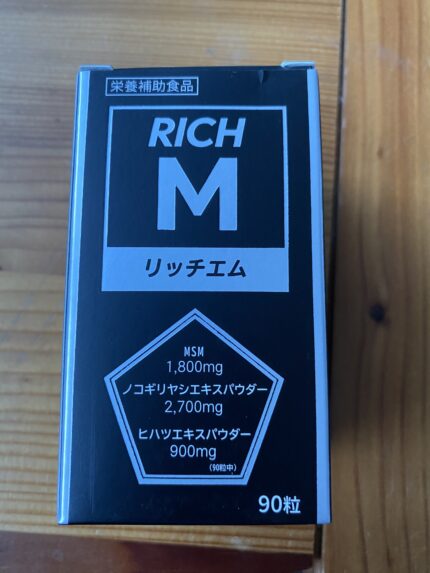 栄養補助食品
RICH
M
リッチエム
MSM
1,800mg
ノコギリヤシエキスパウダー
2,700mg
ヒハツエキスパウダー
900mg
(90粒中)
90粒